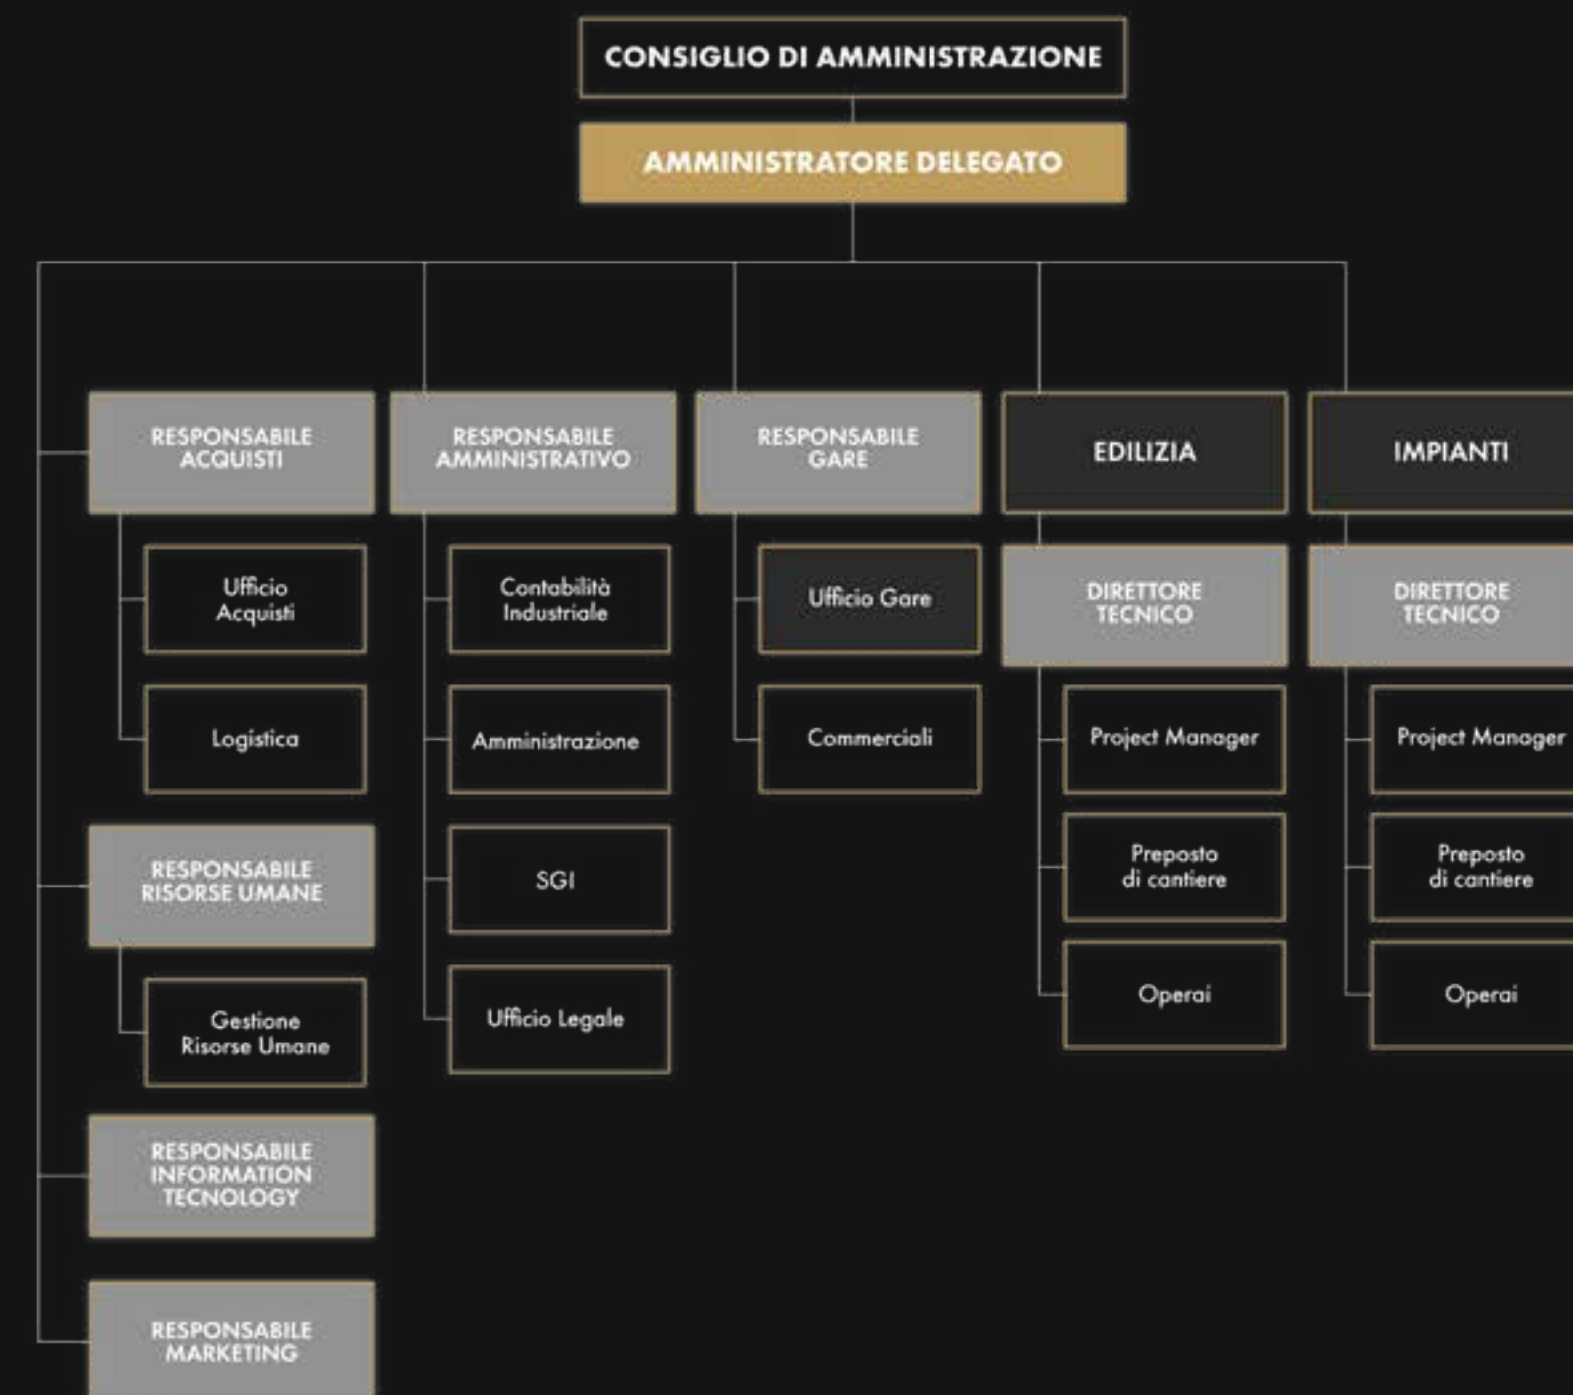 CONSIGLIO DI AMMINISTRAZIONE
AMMINISTRATORE DELEGATO
RESPONSABILE
ACQUISTI
Ufficio
Acquisti
Logistica
RESPONSABILE
RISORSE UMANE
Gestione
Risorse Umane
RESPONSABILE
INFORMATION
TECNOLOGY
RESPONSABILE
MARKETING
RESPONSABILE
AMMINISTRATIVO
Contabilità
Industriale
Amministrazione
SGI
Ufficio Legale
RESPONSABILE
GARE
Ufficio Gare
Commerciali
EDILIZIA
DIRETTORE
TECNICO
Project Manager
Preposto
di cantiere
Operai
IMPIANTI
DIRETTORE
TECNICO
Project Manager
Preposto
di cantiere
Operai